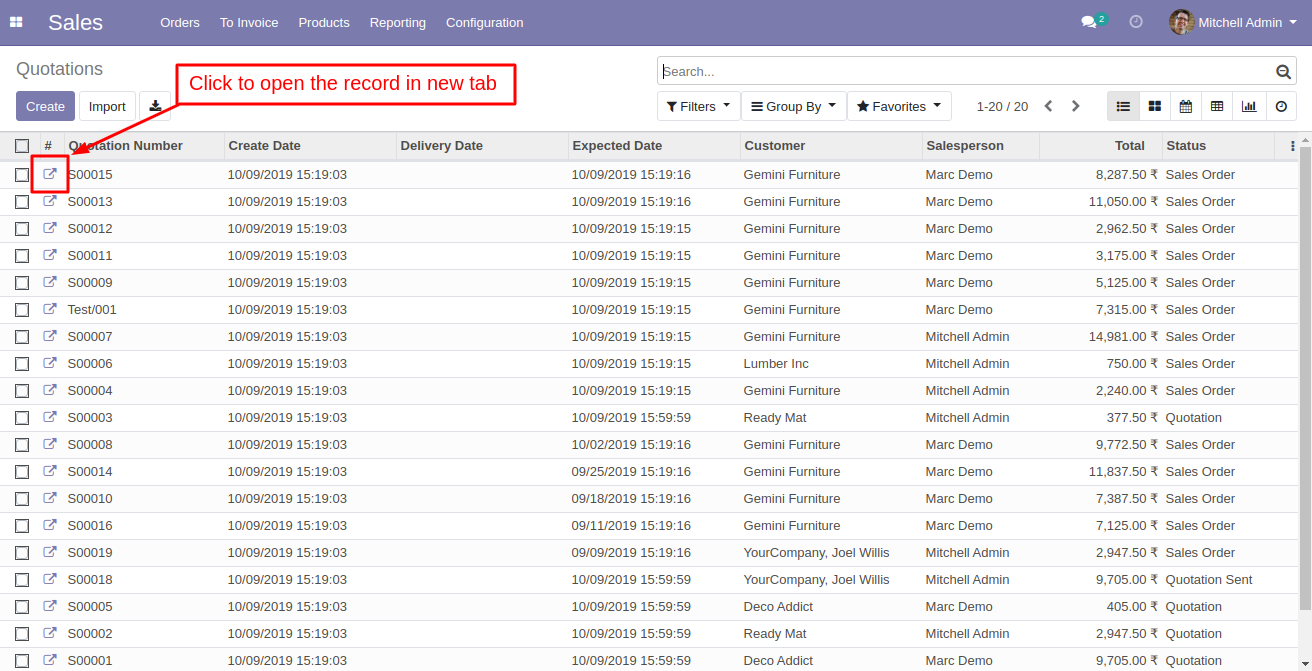 Sales Orders To Invoice Products Reporting Configuration 2 Mitchell Admin
Quotations
Click to open the record in new tab
Search...
Create Import Filters Group By Favorites 1-20 / 20
# Quotation Number Create Date Delivery Date Expected Date Customer Salesperson Total Status
S00015 10/09/2019 15:19:03 10/09/2019 15:19:16 Gemini Furniture Marc Demo 8,287.50 ₹ Sales Order
S00013 10/09/2019 15:19:03 10/09/2019 15:19:16 Gemini Furniture Marc Demo 11,050.00 ₹ Sales Order
S00012 10/09/2019 15:19:03 10/09/2019 15:19:15 Gemini Furniture Marc Demo 2,962.50 ₹ Sales Order
S00011 10/09/2019 15:19:03 10/09/2019 15:19:15 Gemini Furniture Marc Demo 3,175.00 ₹ Sales Order
S00009 10/09/2019 15:19:03 10/09/2019 15:19:15 Gemini Furniture Marc Demo 5,125.00 ₹ Sales Order
Test/001 10/09/2019 15:19:03 10/09/2019 15:19:15 Gemini Furniture Marc Demo 7,315.00 ₹ Sales Order
S00007 10/09/2019 15:19:03 10/09/2019 15:19:15 Gemini Furniture Mitchell Admin 14,981.00 ₹ Sales Order
S00006 10/09/2019 15:19:03 10/09/2019 15:19:15 Lumber Inc Mitchell Admin 750.00 ₹ Sales Order
S00004 10/09/2019 15:19:03 10/09/2019 15:19:15 Gemini Furniture Mitchell Admin 2,240.00 ₹ Sales Order
S00003 10/09/2019 15:19:03 10/09/2019 15:59:59 Ready Mat Mitchell Admin 377.50 ₹ Quotation
S00008 10/09/2019 15:19:03 10/02/2019 15:19:16 Gemini Furniture Marc Demo 9,772.50 ₹ Sales Order
S00014 10/09/2019 15:19:03 09/25/2019 15:19:16 Gemini Furniture Marc Demo 11,837.50 ₹ Sales Order
S00010 10/09/2019 15:19:03 09/18/2019 15:19:16 Gemini Furniture Marc Demo 7,387.50 ₹ Sales Order
S00016 10/09/2019 15:19:03 09/11/2019 15:19:16 Gemini Furniture Marc Demo 7,125.00 ₹ Sales Order
S00019 10/09/2019 15:19:03 09/09/2019 15:19:16 YourCompany, Joel Willis Mitchell Admin 2,947.50 ₹ Sales Order
S00018 10/09/2019 15:19:03 10/09/2019 15:59:59 YourCompany, Joel Willis Mitchell Admin 9,705.00 ₹ Quotation Sent
S00005 10/09/2019 15:19:03 10/09/2019 15:59:59 Deco Addict Marc Demo 405.00 ₹ Quotation
S00002 10/09/2019 15:19:03 10/09/2019 15:59:59 Ready Mat Mitchell Admin 2,947.50 ₹ Quotation
S00001 10/09/2019 15:19:03 10/09/2019 15:59:59 Deco Addict Marc Demo 9,705.00 ₹ Quotation